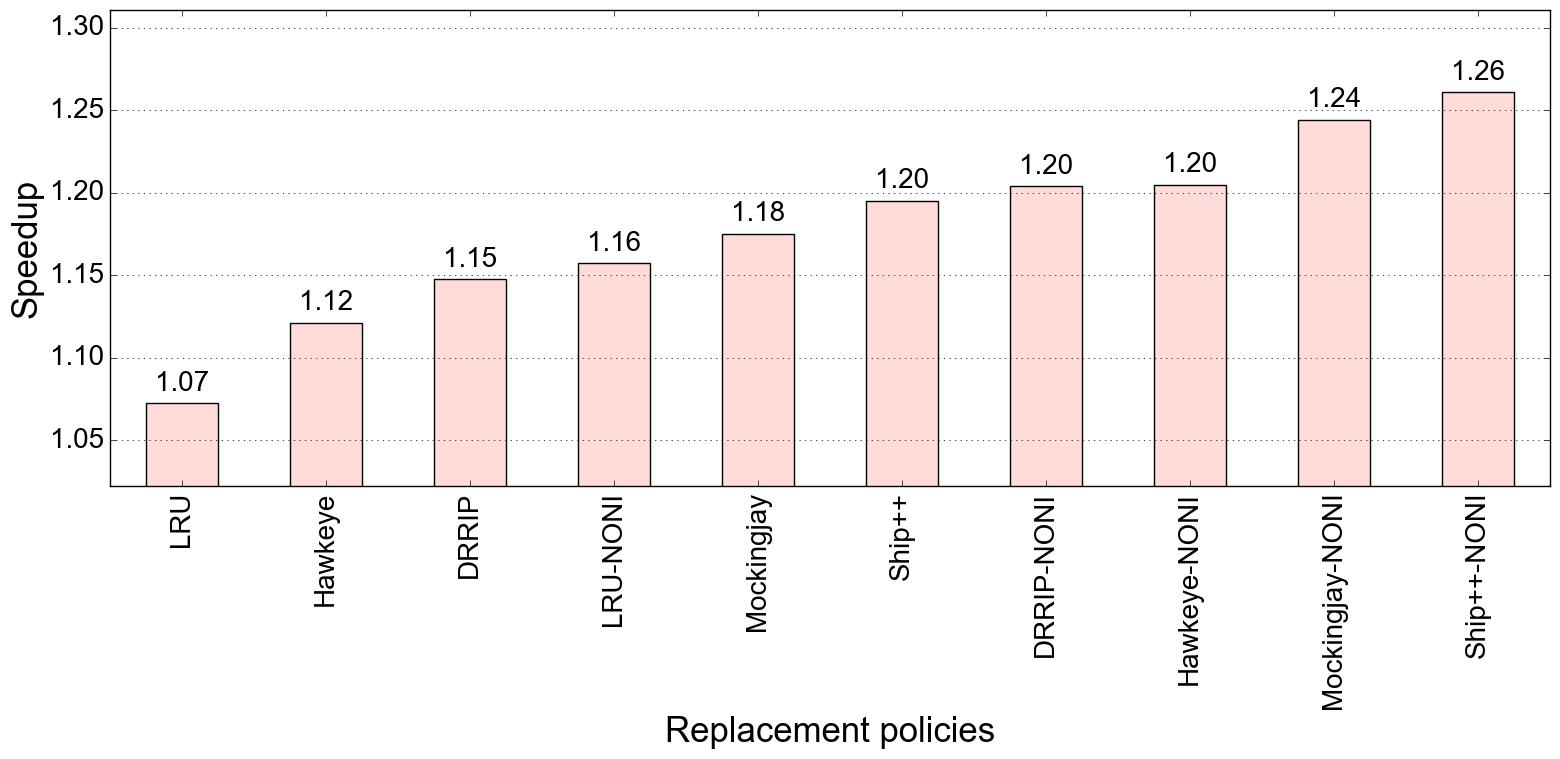 Speedup
1.30
1.25
1.20
1.15
1.10
1.05
1.07
1.12
1.15
1.16
1.18
1.20
1.20
1.20
1.24
1.26
LRU
Hawkeye
DRRIP
LRU-NONI
Mockingjay
Ship++
DRRIP-NONI
Hawkeye-NONI
Mockingjay-NONI
Ship++-NONI
Replacement policies